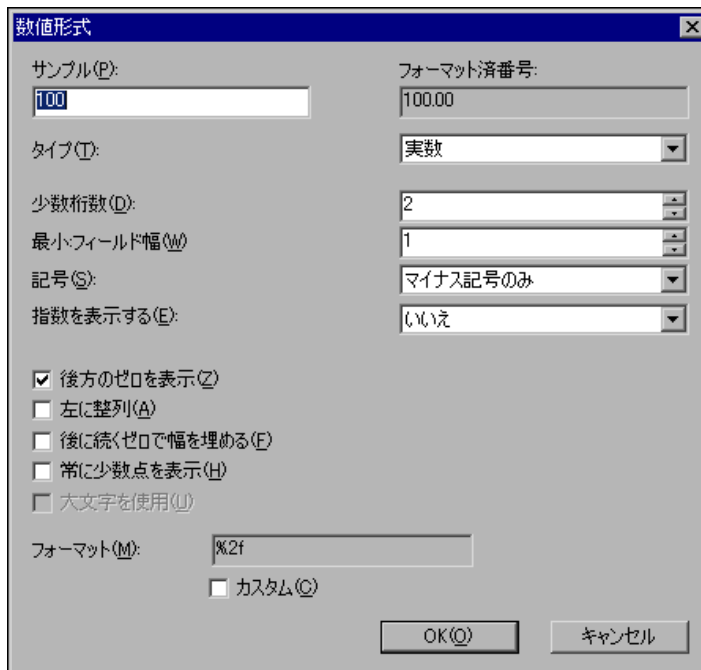 数値形式
サンプル(P):
フォーマット済番号:
100
100.00
タイプ(T):
実数
少数桁数(D):
2
最小フィールド幅(W)
1
記号(S):
マイナス記号のみ
指数を表示する(E):
いいえ
後方のゼロを表示(Z)
左に整列(A)
後に続くゼロで幅を埋める(F)
常に少数点を表示(H)
大文字を使用(U)
フォーマット(M):
%2f
カスタム(C)
OK(O)
キャンセル